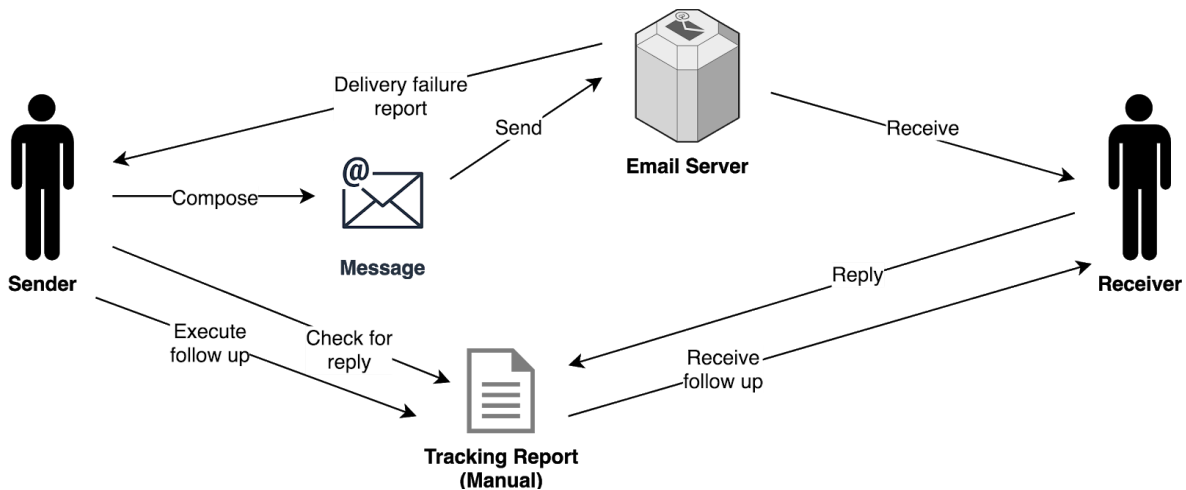 Delivery failure
report
Send
Receive
Email Server
@
Compose
Message
Sender
Receiver
Reply
Execute
follow up
Check for
reply
Receive
follow up
Tracking Report
(Manual)